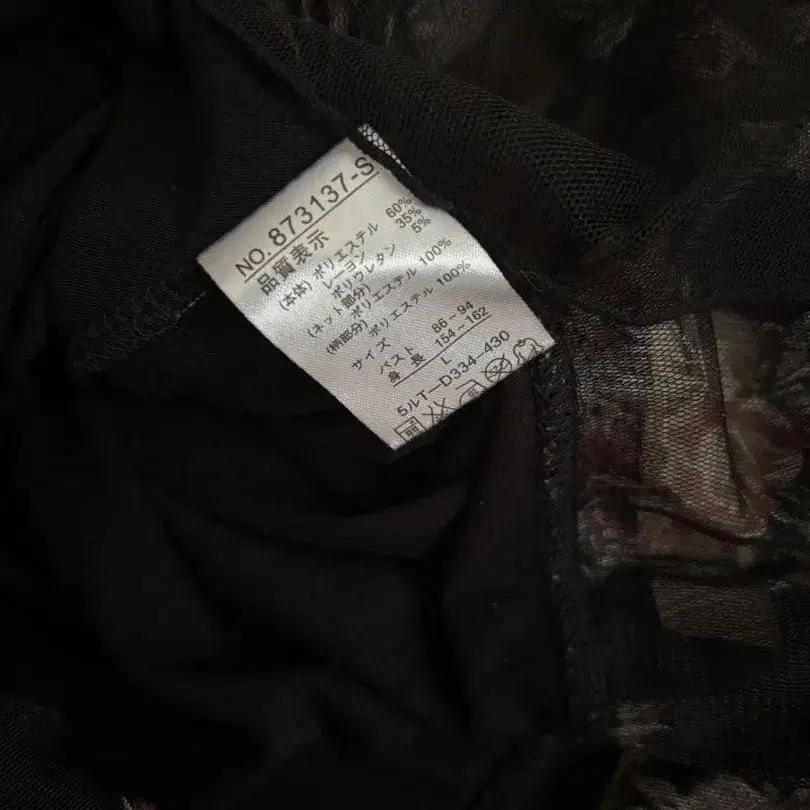 NO.873137-S
品質表示
(本体) ポリエステル 60%
レーヨン 35%
ポリウレタン 5%
(ネット部分)
ポリエステル 100%
(柄部分) ポリエステル 100%
サイズ
バスト 86~94
身長 154~162
L
5ルT-D334-430